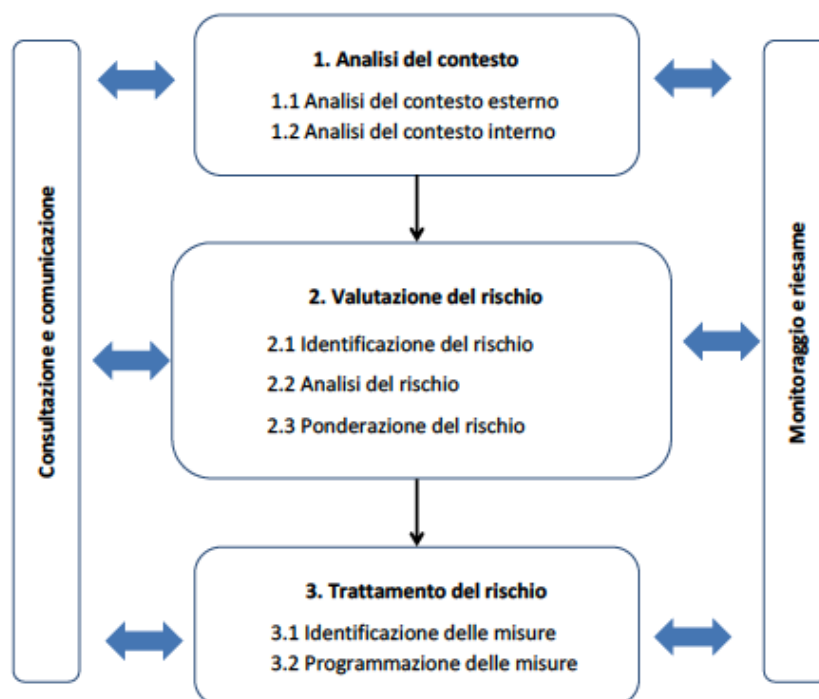 Consultazione e comunicazione
1. Analisi del contesto
1.1 Analisi del contesto esterno
1.2 Analisi del contesto interno
2. Valutazione del rischio
2.1 Identificazione del rischio
2.2 Analisi del rischio
2.3 Ponderazione del rischio
3. Trattamento del rischio
3.1 Identificazione delle misure
3.2 Programmazione delle misure
Monitoraggio e riesame